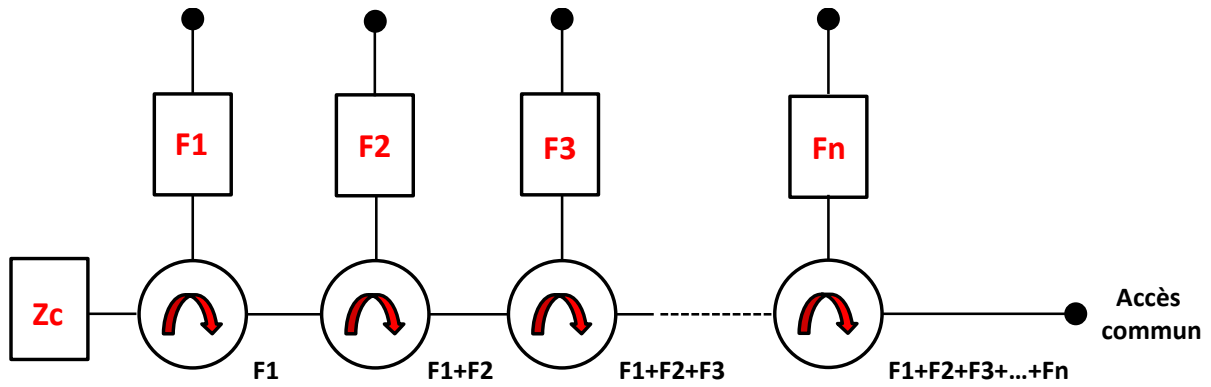 F1 F2 F3 Fn
Zc
Accès
commun
F1 F1+F2 F1+F2+F3 F1+F2+F3+...+Fn